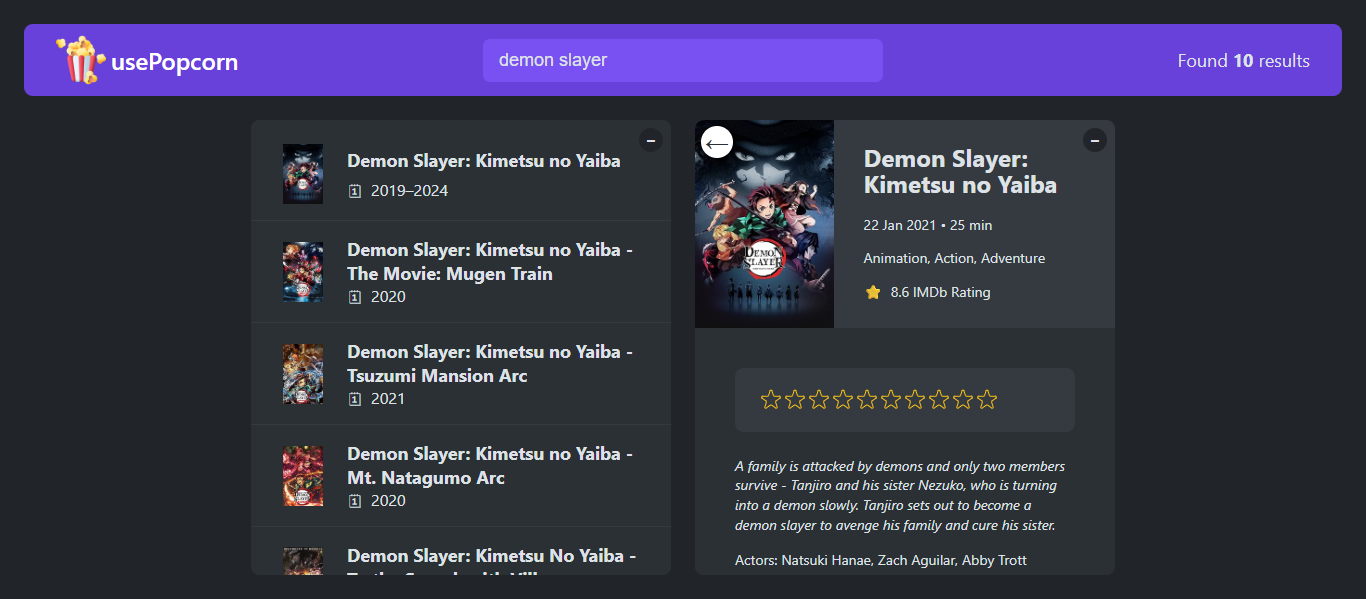 usePopcorn
demon slayer
Found 10 results
Demon Slayer: Kimetsu no Yaiba
2019–2024
Demon Slayer: Kimetsu no Yaiba -
The Movie: Mugen Train
2020
Demon Slayer: Kimetsu no Yaiba -
Tsuzumi Mansion Arc
2021
Demon Slayer: Kimetsu no Yaiba -
Mt. Natagumo Arc
2020
Demon Slayer: Kimetsu No Yaiba -
DEMON
SLAYER
Demon Slayer:
Kimetsu no Yaiba
22 Jan 2021 • 25 min
Animation, Action, Adventure
8.6 IMDb Rating
A family is attacked by demons and only two members
survive - Tanjiro and his sister Nezuko, who is turning
into a demon slowly. Tanjiro sets out to become a
demon slayer to avenge his family and cure his sister.
Actors: Natsuki Hanae, Zach Aguilar, Abby Trott